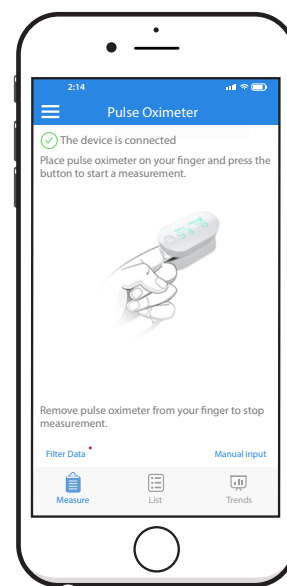 2:14
Pulse Oximeter
The device is connected
Place pulse oximeter on your finger and press the
button to start a measurement.
Remove pulse oximeter from your finger to stop
measurement.
Filter Data
Manual input
Measure
List
Trends